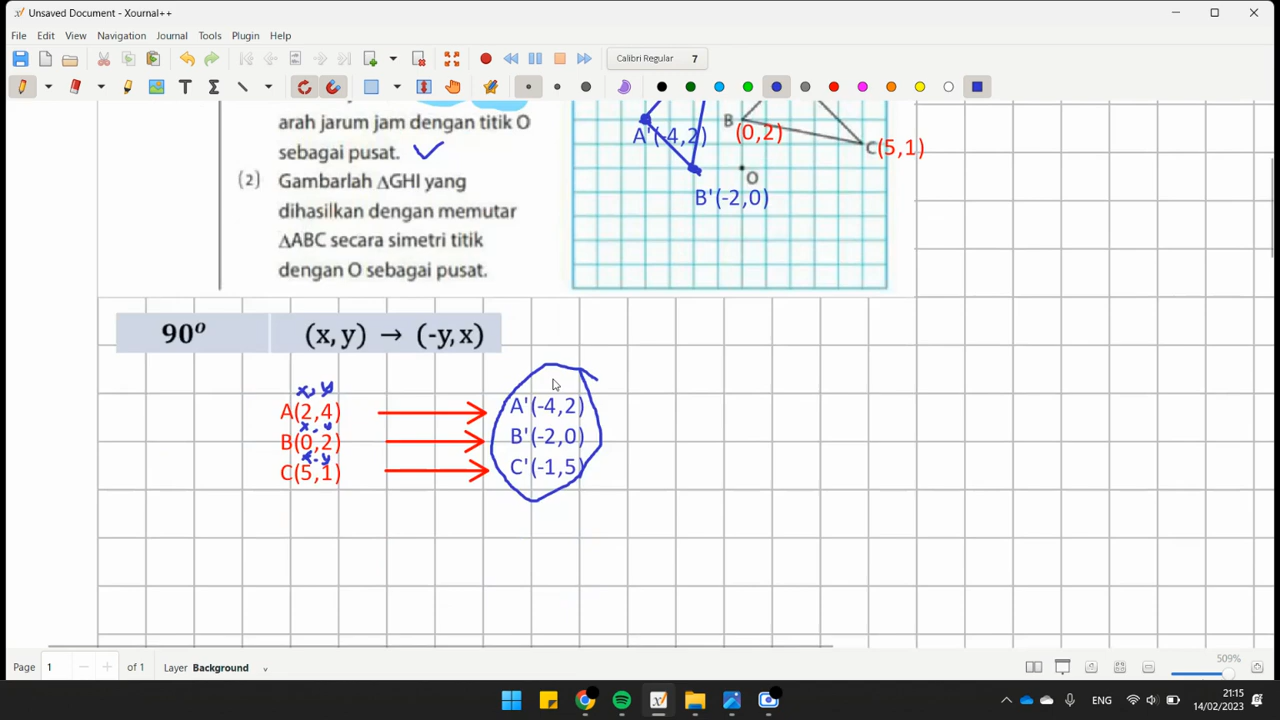 Unsaved Document - Xournal++
File Edit View Navigation Journal Tools Plugin Help
Calibri Regular 7
arah jarum jam dengan titik O
sebagai pusat.
(2) Gambarlah ΔGHI yang
dihasilkan dengan memutar
ΔABC secara simetri titik
dengan O sebagai pusat.
A'(-4,2)
B (0,2)
C(5,1)
O
B'(-2,0)
90° (x, y) → (-y, x)
x, y
A(2,4) A'(-4,2)
B(0,2) B'(-2,0)
x, y
C(5,1) C'(-1,5)
Page 1 of 1 Layer Background 509%
ENG 21:15
14/02/2023